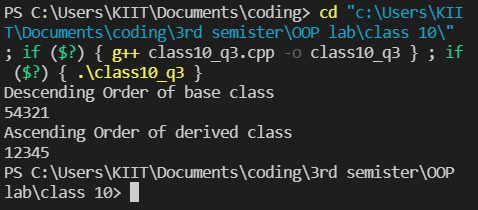 PS C:\Users\KIIT\Documents\coding> cd "c:\Users\KII
T\Documents\coding\3rd semister\OOP lab\class 10\"
; if ($?) { g++ class10_q3.cpp -o class10_q3 } ; if
 ($?) { .\class10_q3 }
Descending Order of base class
54321
Ascending Order of derived class
12345
PS C:\Users\KIIT\Documents\coding\3rd semister\OOP
lab\class 10>